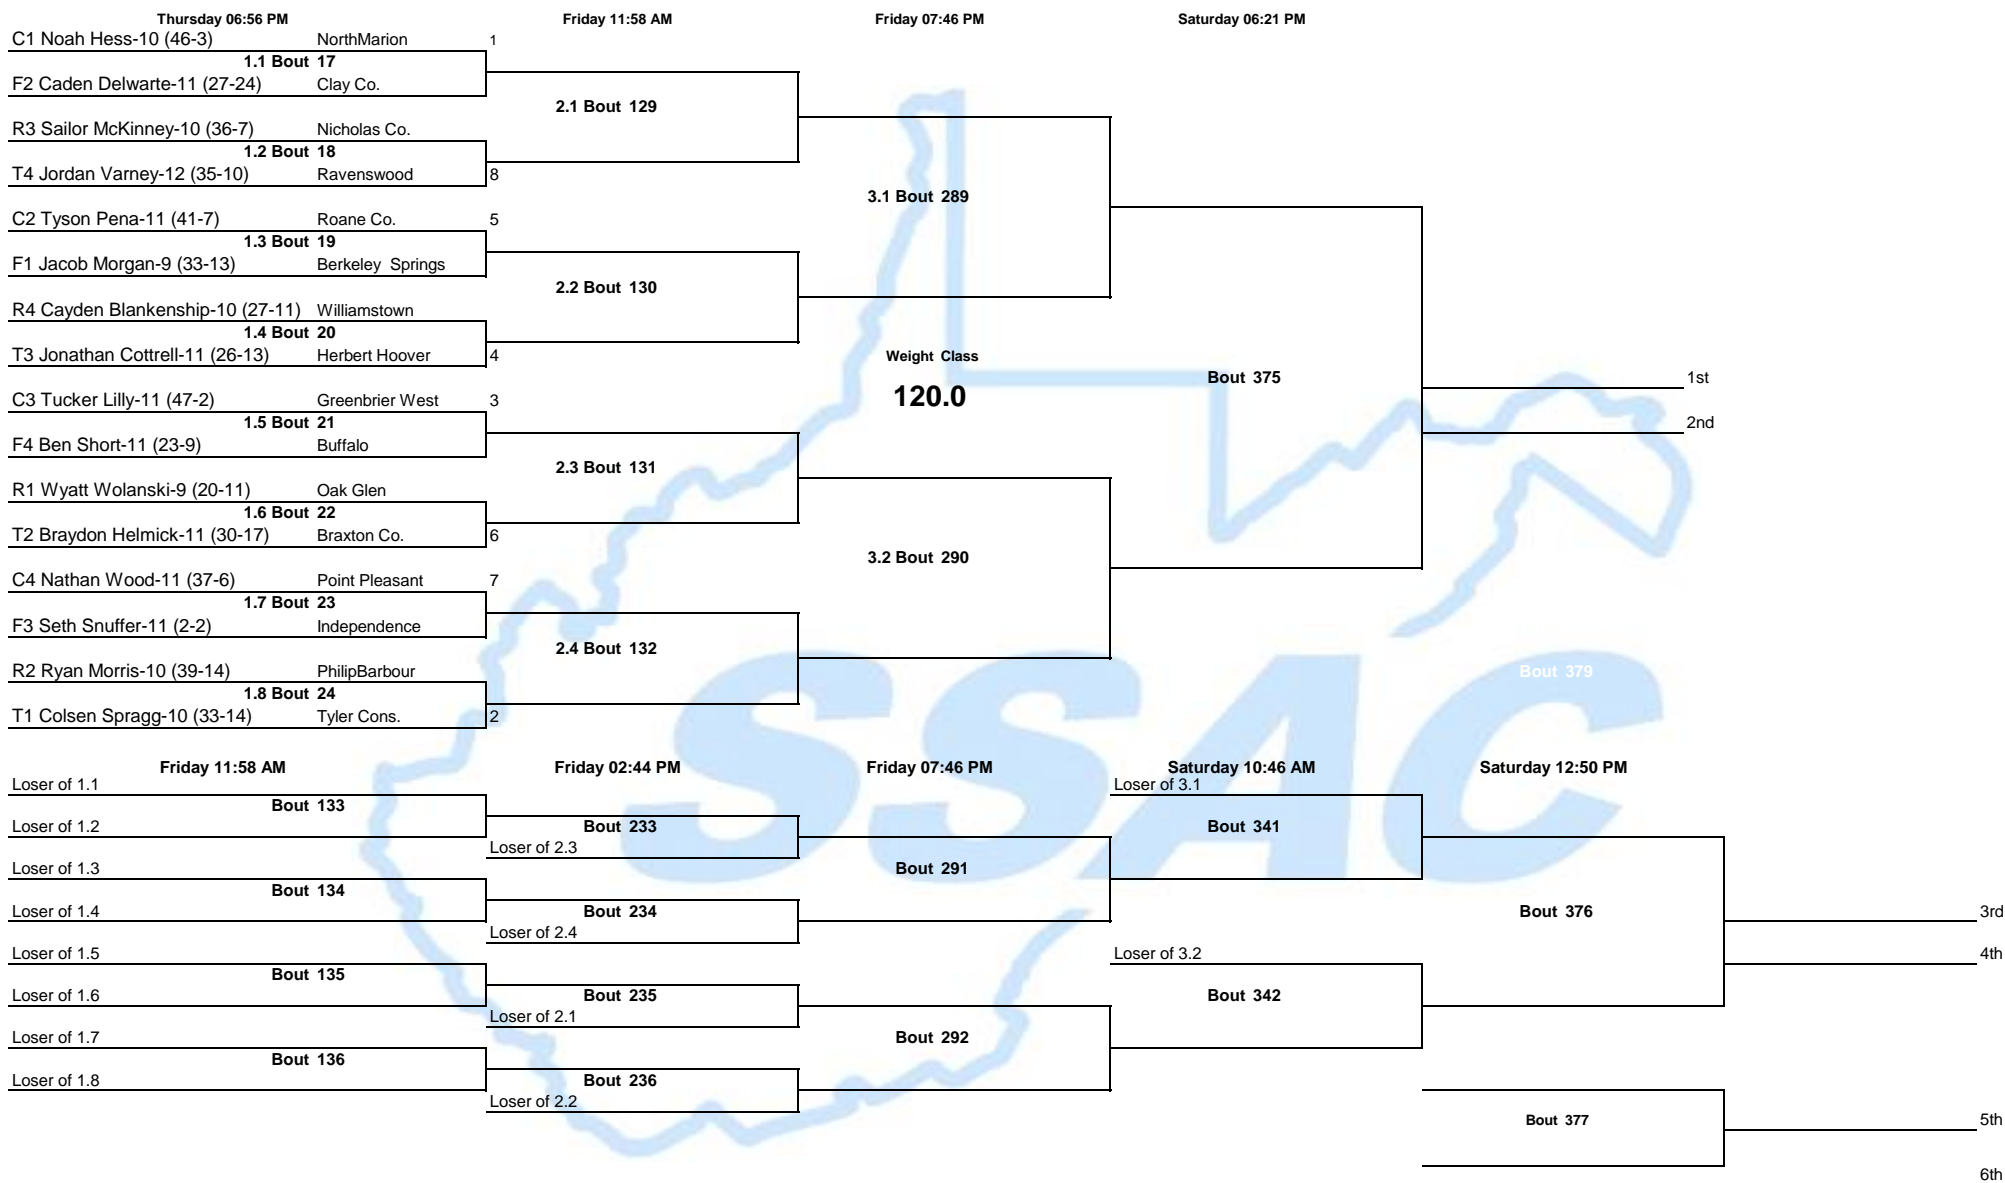 Thursday 06:56 PM Friday 11:58 AM Friday 07:46 PM Saturday 06:21 PM
C1 Noah Hess-10 (46-3) NorthMarion 1
1.1 Bout 17
F2 Caden Delwarte-11 (27-24) Clay Co.
2.1 Bout 129
R3 Sailor McKinney-10 (36-7) Nicholas Co.
1.2 Bout 18
T4 Jordan Varney-12 (35-10) Ravenswood 8
3.1 Bout 289
C2 Tyson Pena-11 (41-7) Roane Co. 5
1.3 Bout 19
F1 Jacob Morgan-9 (33-13) Berkeley Springs
2.2 Bout 130
R4 Cayden Blankenship-10 (27-11) Williamstown
1.4 Bout 20
T3 Jonathan Cottrell-11 (26-13) Herbert Hoover 4
Weight Class
Bout 375 1st
120.0
C3 Tucker Lilly-11 (47-2) Greenbrier West 3
1.5 Bout 21
2nd
F4 Ben Short-11 (23-9) Buffalo
2.3 Bout 131
R1 Wyatt Wolanski-9 (20-11) Oak Glen
1.6 Bout 22
T2 Braydon Helmick-11 (30-17) Braxton Co. 6
3.2 Bout 290
C4 Nathan Wood-11 (37-6) Point Pleasant 7
1.7 Bout 23
F3 Seth Snuffer-11 (2-2) Independence
2.4 Bout 132
R2 Ryan Morris-10 (39-14) PhilipBarbour
Bout 379
1.8 Bout 24
T1 Colsen Spragg-10 (33-14) Tyler Cons. 2
SSAC
Friday 11:58 AM Friday 02:44 PM Friday 07:46 PM Saturday 10:46 AM Saturday 12:50 PM
Loser of 1.1 Loser of 3.1
Bout 133
Loser of 1.2 Bout 233 Bout 341
Loser of 2.3
Loser of 1.3 Bout 291
Bout 134
Loser of 1.4 Bout 234 Bout 376 3rd
Loser of 2.4
Loser of 1.5 Loser of 3.2 4th
Bout 135
Loser of 1.6 Bout 235 Bout 342
Loser of 2.1
Loser of 1.7 Bout 292
Bout 136
Loser of 1.8 Bout 236
Loser of 2.2
Bout 377 5th
6th